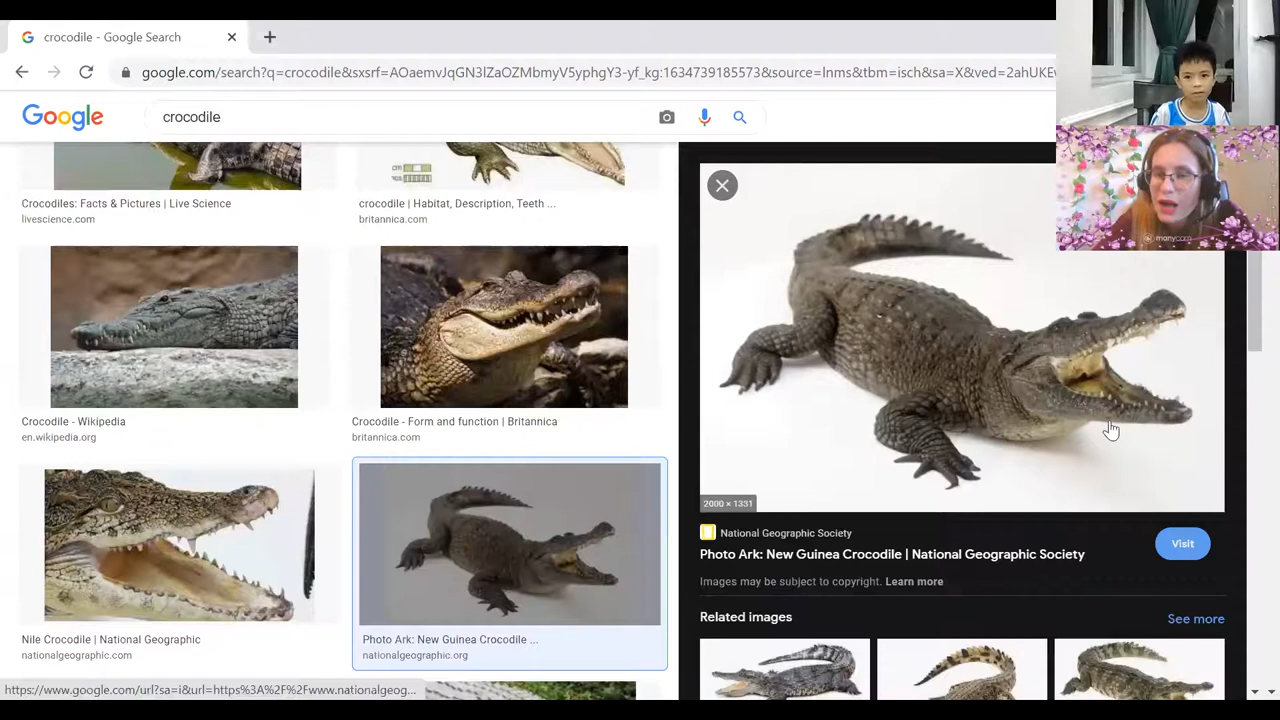 crocodile - Google Search
google.com/search?q=crocodile&sxsrf=AOaemvJqGN3lZaOZMbmyV5yphgY3-yf_kg:1634739185573&source=lnms&tbm=isch&sa=X&ved=2ahUKEw
Google
crocodile
Crocodiles: Facts & Pictures | Live Science
livescience.com
crocodile | Habitat, Description, Teeth ...
britannica.com
Crocodile - Wikipedia
en.wikipedia.org
Crocodile - Form and function | Britannica
britannica.com
Nile Crocodile | National Geographic
nationalgeographic.com
Photo Ark: New Guinea Crocodile ...
nationalgeographic.org
2000 × 1331
National Geographic Society
Photo Ark: New Guinea Crocodile | National Geographic Society
Visit
Images may be subject to copyright. Learn more
Related images
See more
https://www.google.com/url?sa=i&url=https%3A%2F%2Fwww.nationalgeog...
manycam